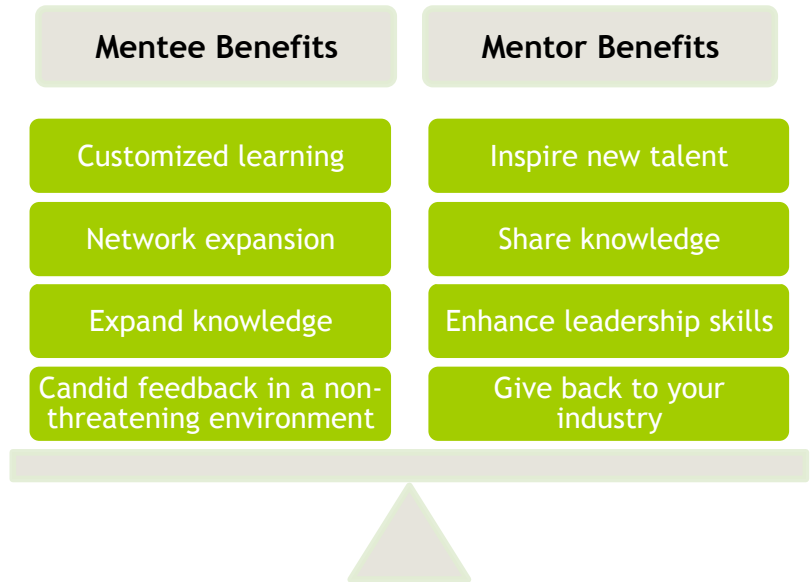 Mentee Benefits
Mentor Benefits
Customized learning
Inspire new talent
Network expansion
Share knowledge
Expand knowledge
Enhance leadership skills
Candid feedback in a non-
threatening environment
Give back to your
industry